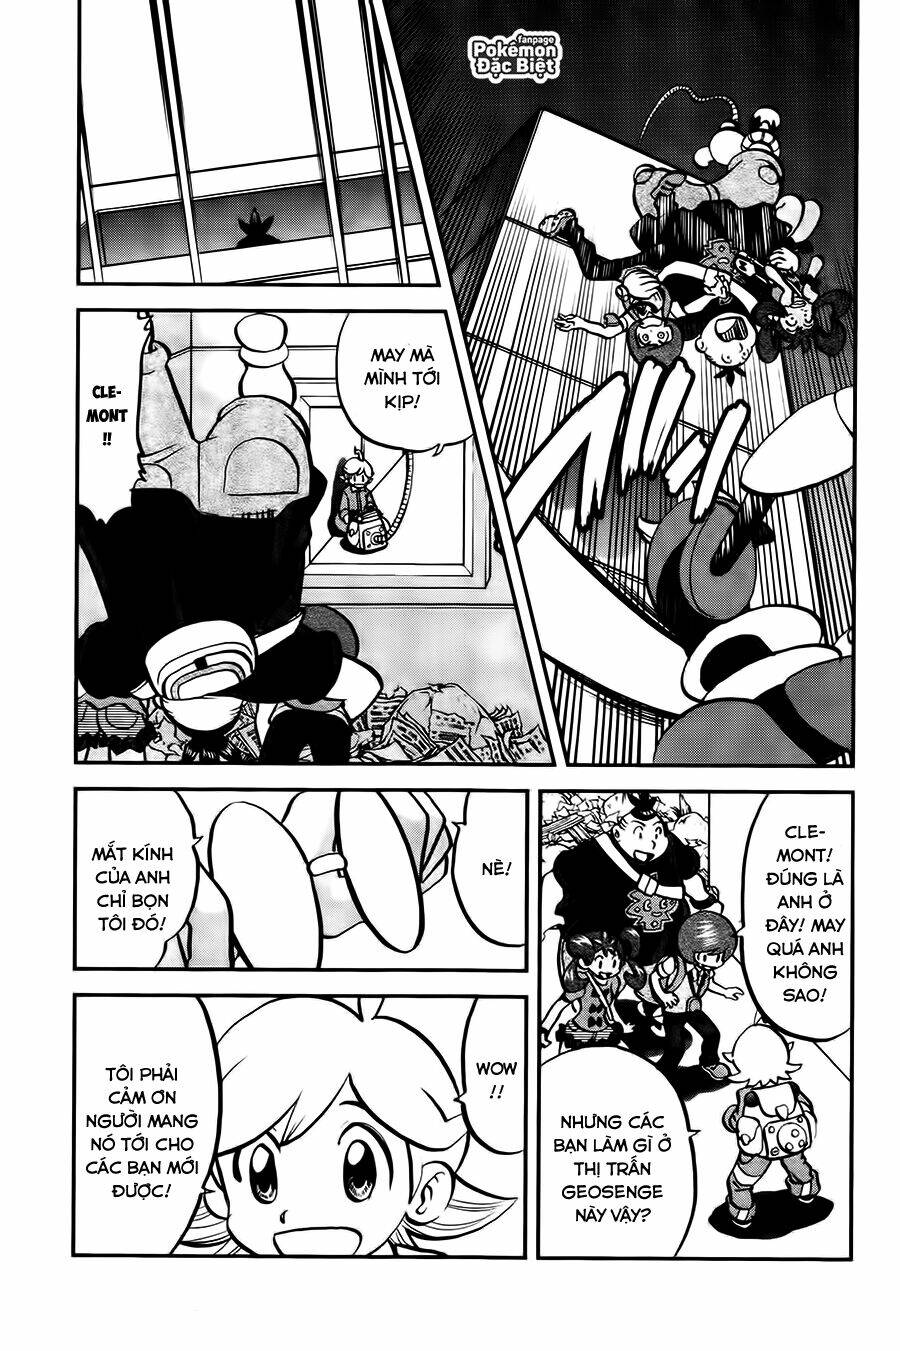 fanpage
Pokémon
Đặc Biệt
MAY MÀ
MÌNH TỚI
KỊP!
CLE-
MONT
!!
CLE-
MONT!
ĐÚNG LÀ
ANH Ở
ĐÂY! MAY
QUÁ ANH
KHÔNG
SAO!
NHƯNG CÁC
BẠN LÀM GÌ Ở
THỊ TRẤN
GEOSENGE
NÀY VẬY?
NÈ!
MẮT KÍNH
CỦA ANH
CHỈ BỌN
TÔI ĐÓ!
WOW
!!
TÔI PHẢI
CẢM ƠN
NGƯỜI MANG
NÓ TỚI CHO
CÁC BẠN MỚI
ĐƯỢC!